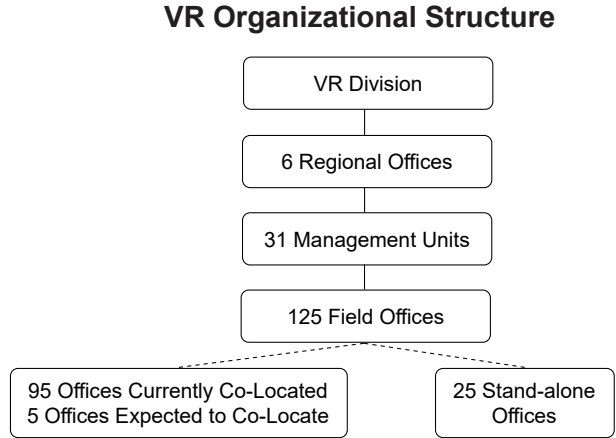 VR Organizational Structure
VR Division
6 Regional Offices
31 Management Units
125 Field Offices
95 Offices Currently Co-Located
5 Offices Expected to Co-Locate
25 Stand-alone
Offices